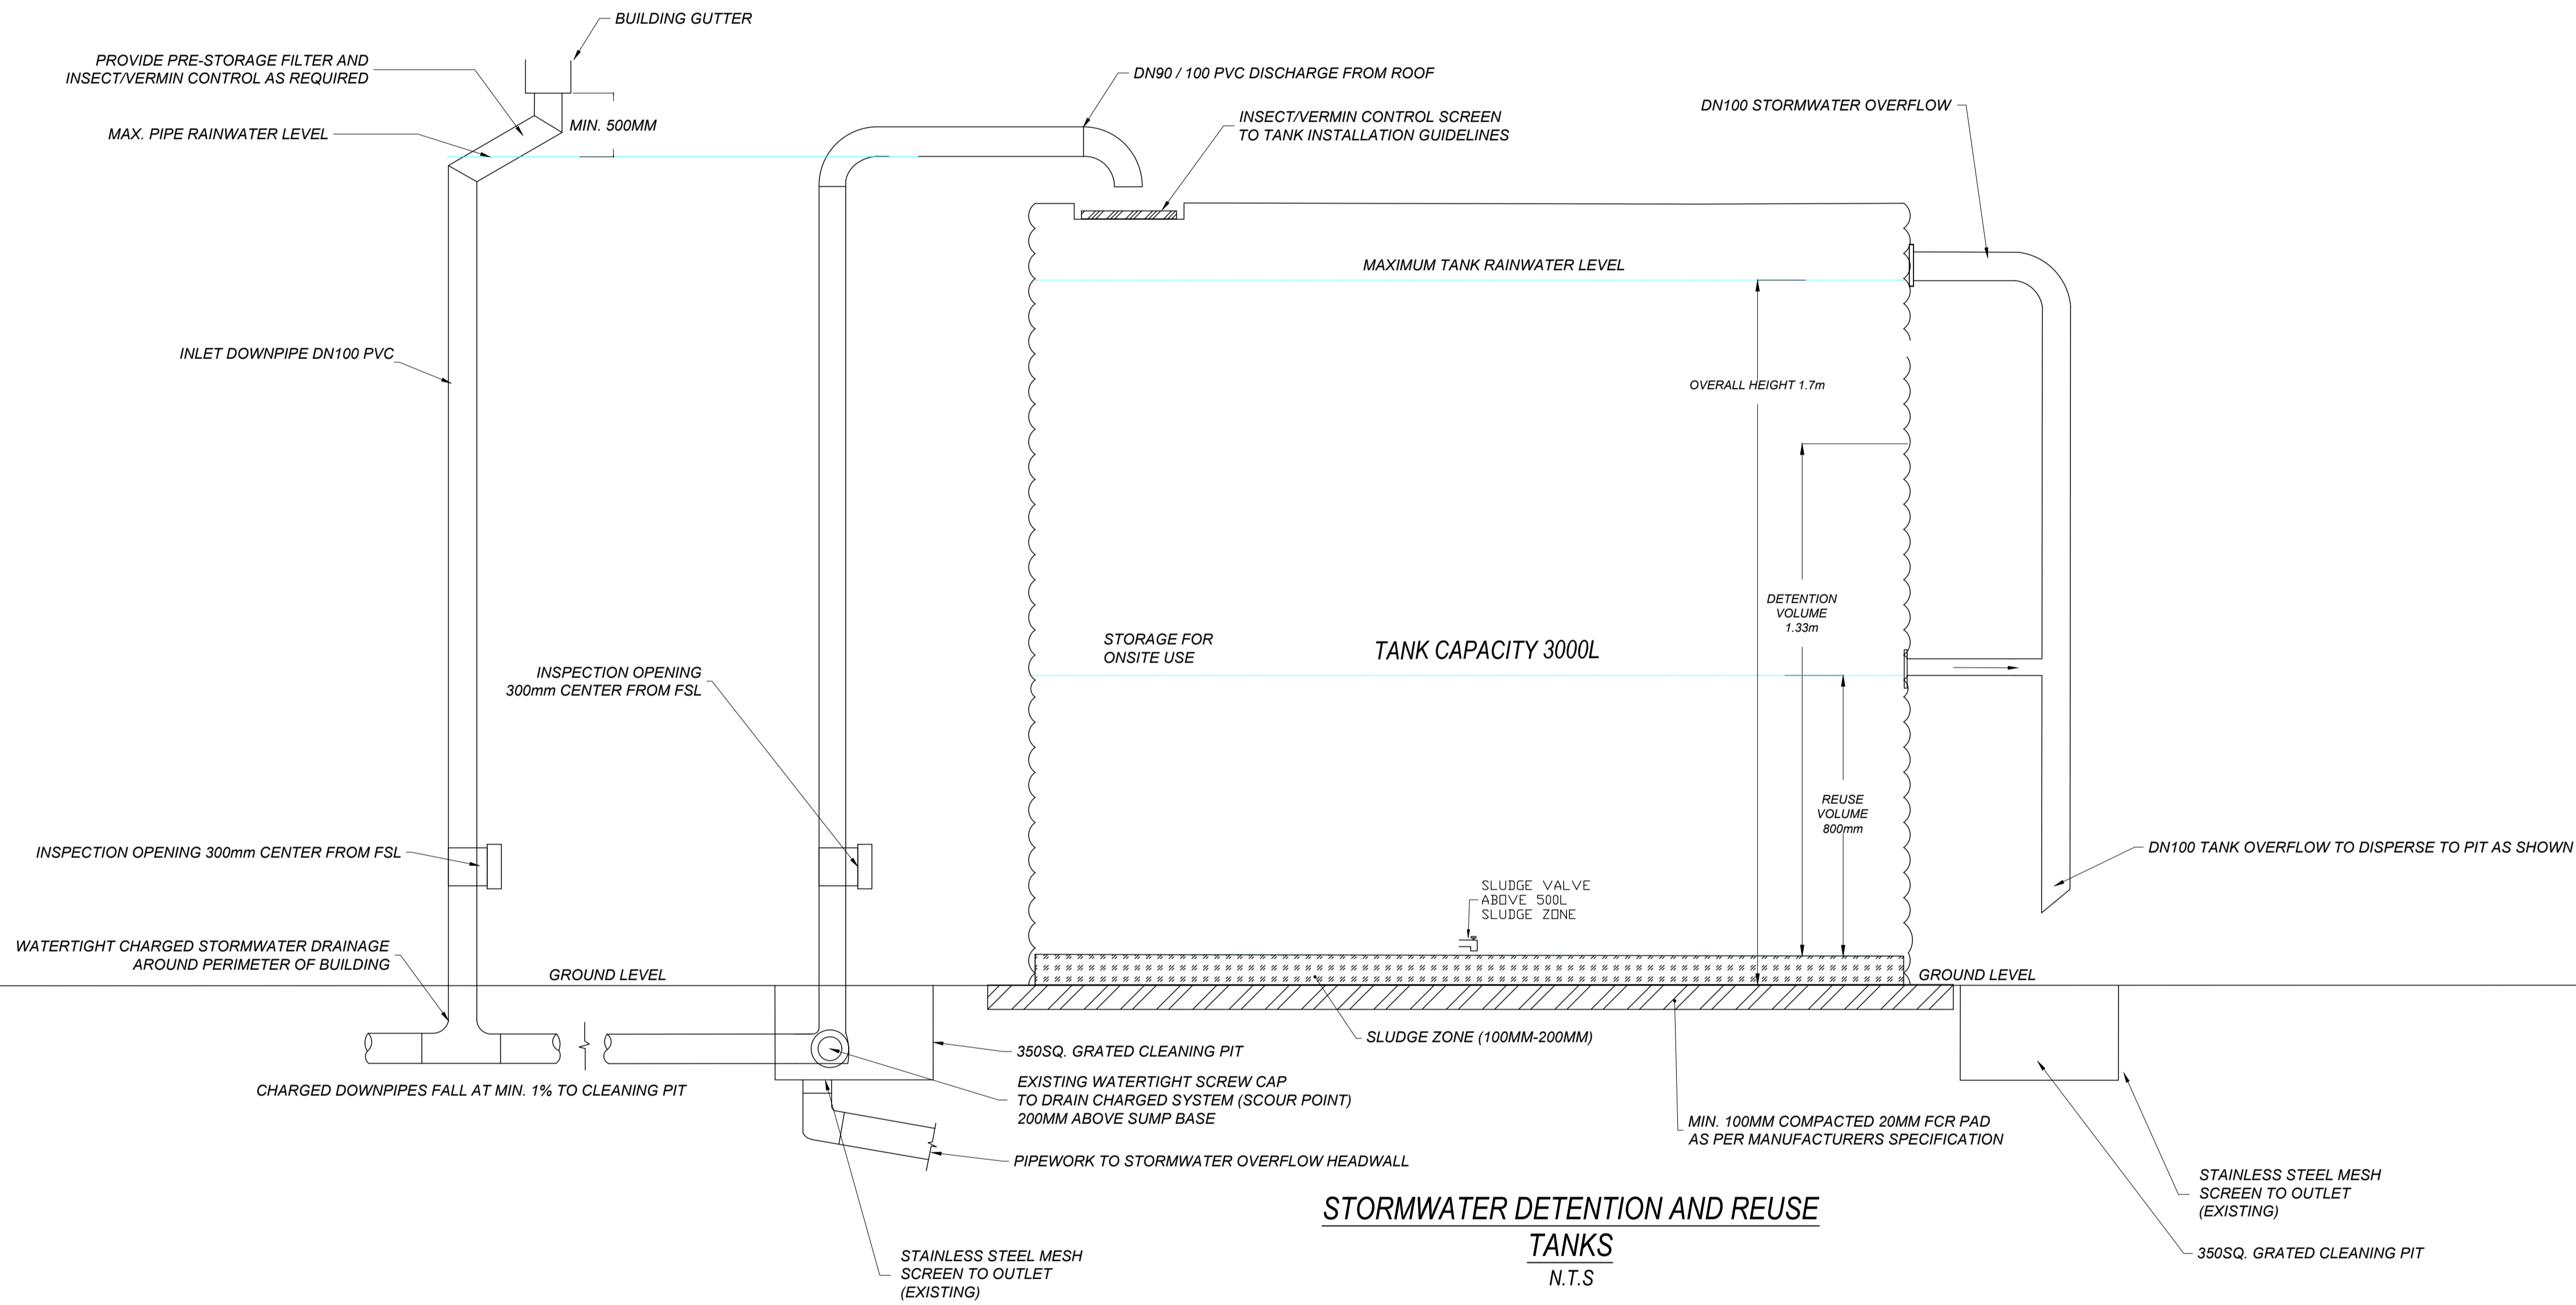 BUILDING GUTTER
PROVIDE PRE-STORAGE FILTER AND
INSECT/VERMIN CONTROL AS REQUIRED
MAX. PIPE RAINWATER LEVEL
MIN. 500MM
DN90 / 100 PVC DISCHARGE FROM ROOF
INSECT/VERMIN CONTROL SCREEN
TO TANK INSTALLATION GUIDELINES
DN100 STORMWATER OVERFLOW
MAXIMUM TANK RAINWATER LEVEL
INLET DOWNPIPE DN100 PVC
OVERALL HEIGHT 1.7m
DETENTION
VOLUME
1.33m
STORAGE FOR
ONSITE USE
TANK CAPACITY 3000L
INSPECTION OPENING
300mm CENTER FROM FSL
REUSE
VOLUME
800mm
INSPECTION OPENING 300mm CENTER FROM FSL
DN100 TANK OVERFLOW TO DISPERSE TO PIT AS SHOWN
SLUDGE VALVE
ABOVE 500L
SLUDGE ZONE
WATERTIGHT CHARGED STORMWATER DRAINAGE
AROUND PERIMETER OF BUILDING
GROUND LEVEL
GROUND LEVEL
SLUDGE ZONE (100MM-200MM)
350SQ. GRATED CLEANING PIT
CHARGED DOWNPIPES FALL AT MIN. 1% TO CLEANING PIT
EXISTING WATERTIGHT SCREW CAP
TO DRAIN CHARGED SYSTEM (SCOUR POINT)
200MM ABOVE SUMP BASE
MIN. 100MM COMPACTED 20MM FCR PAD
AS PER MANUFACTURERS SPECIFICATION
PIPEWORK TO STORMWATER OVERFLOW HEADWALL
STAINLESS STEEL MESH
SCREEN TO OUTLET
(EXISTING)
STORMWATER DETENTION AND REUSE
TANKS
N.T.S
350SQ. GRATED CLEANING PIT
STAINLESS STEEL MESH
SCREEN TO OUTLET
(EXISTING)